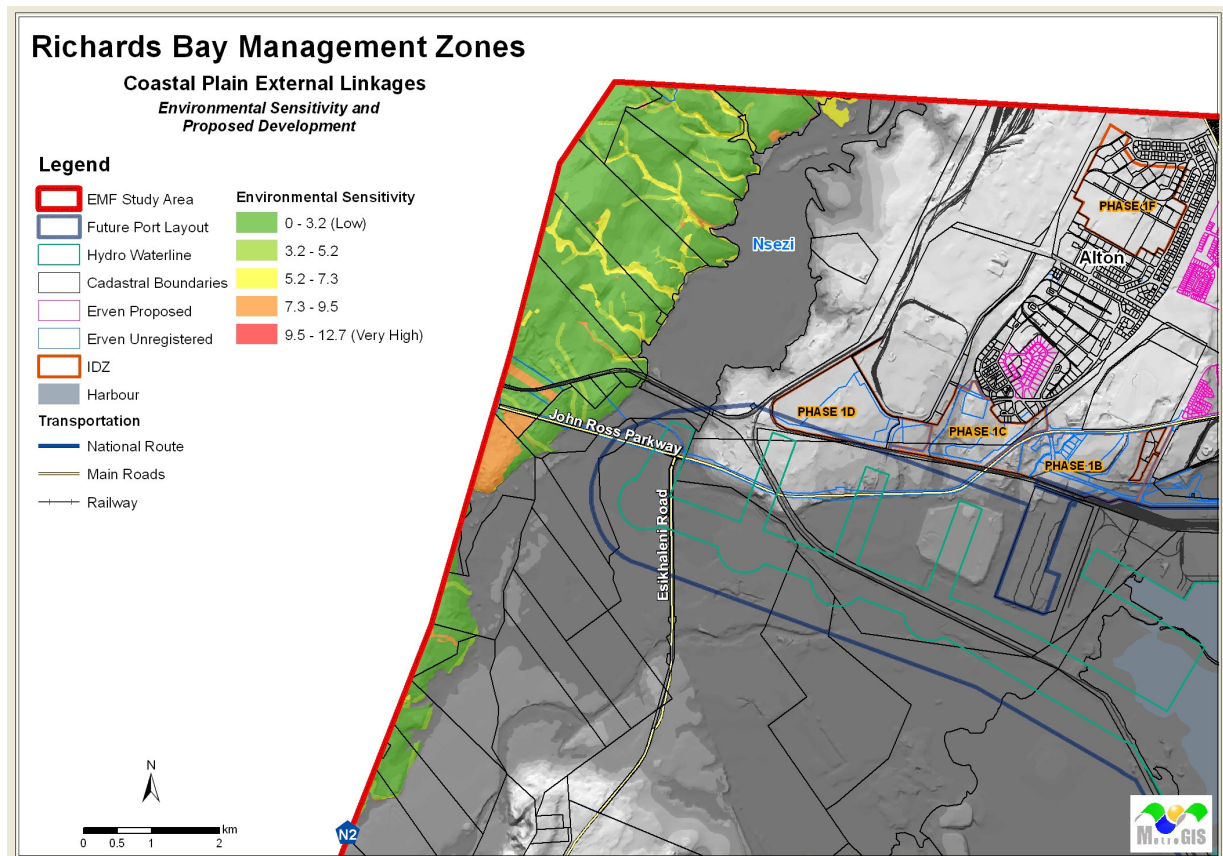 Richards Bay Management Zones
Coastal Plain External Linkages
Environmental Sensitivity and
Proposed Development
Legend
EMF Study Area
Future Port Layout
Hydro Waterline
Cadastral Boundaries
Erven Proposed
Erven Unregistered
IDZ
Harbour
Transportation
National Route
Main Roads
Railway
Environmental Sensitivity
0 - 3.2 (Low)
3.2 - 5.2
5.2 - 7.3
7.3 - 9.5
9.5 - 12.7 (Very High)
PHASE 1F
Nsezi
Alton
PHASE 1D
John Ross Parkway
PHASE 1C
PHASE 1B
Esikhaleni Road
N
km
0 0.5 1 2
N2
Metro GIS